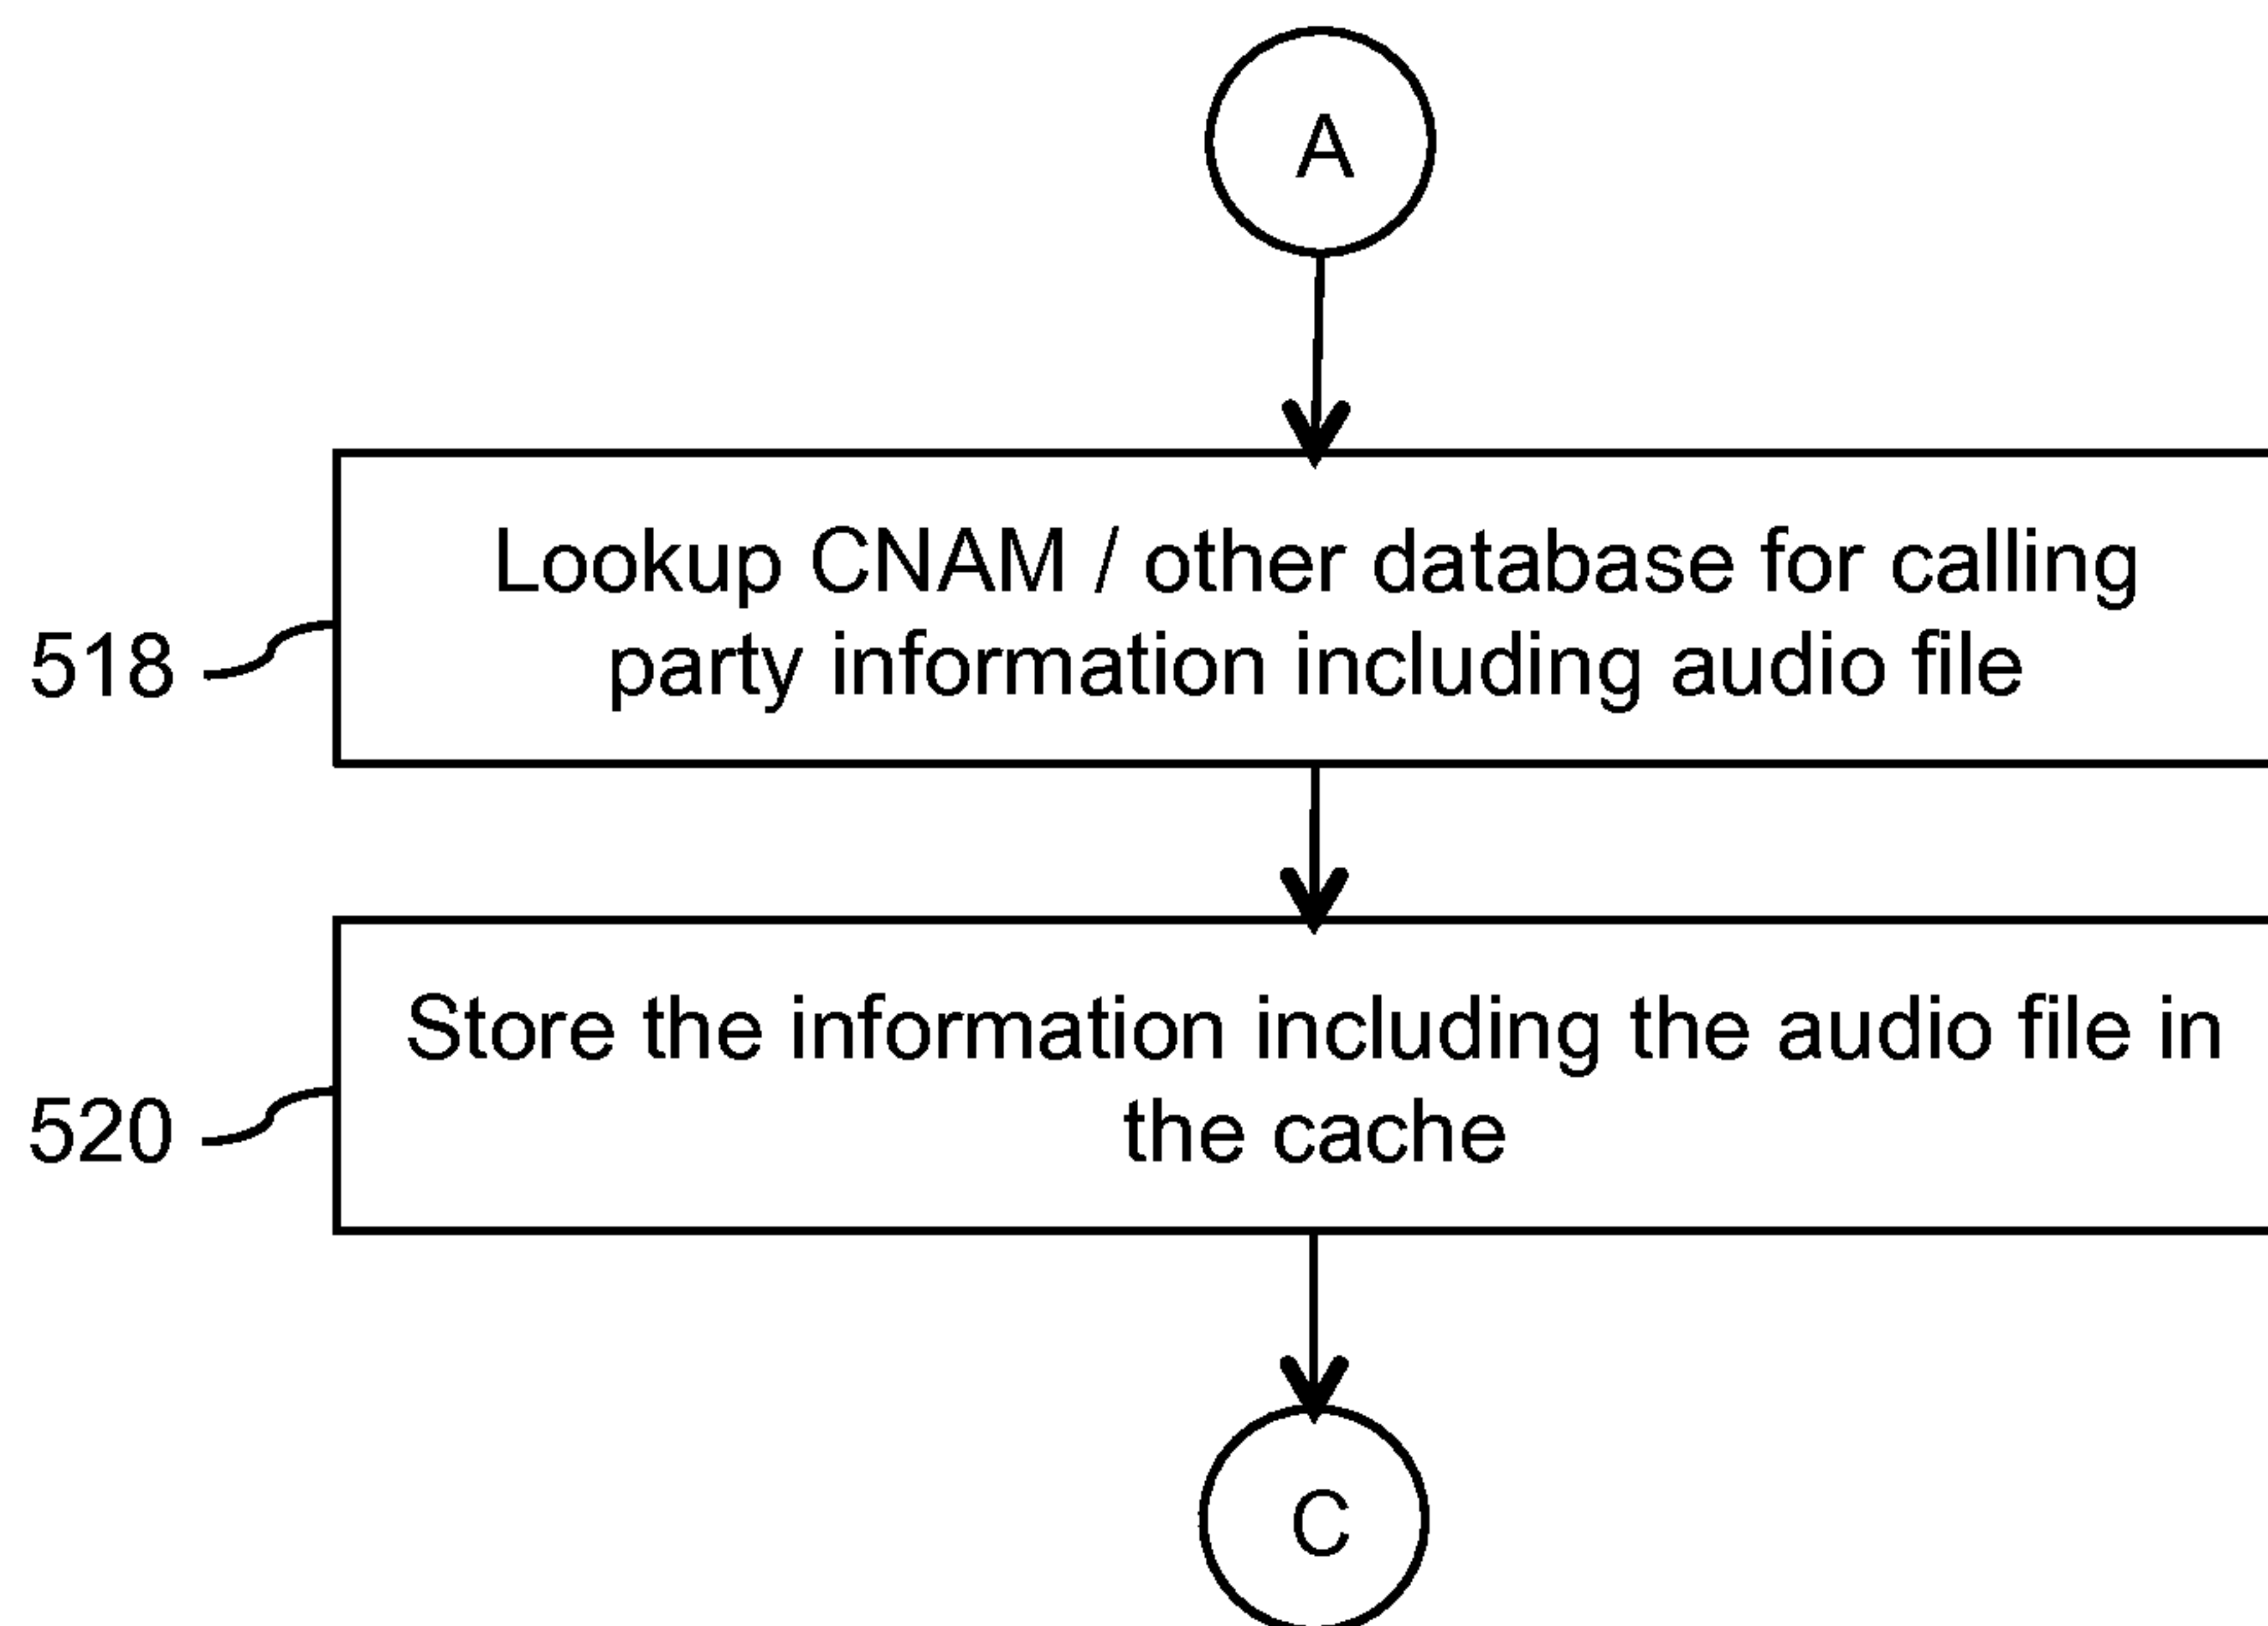 A
Lookup CNAM / other database for calling
party information including audio file
518
Store the information including the audio file in
the cache
520
C